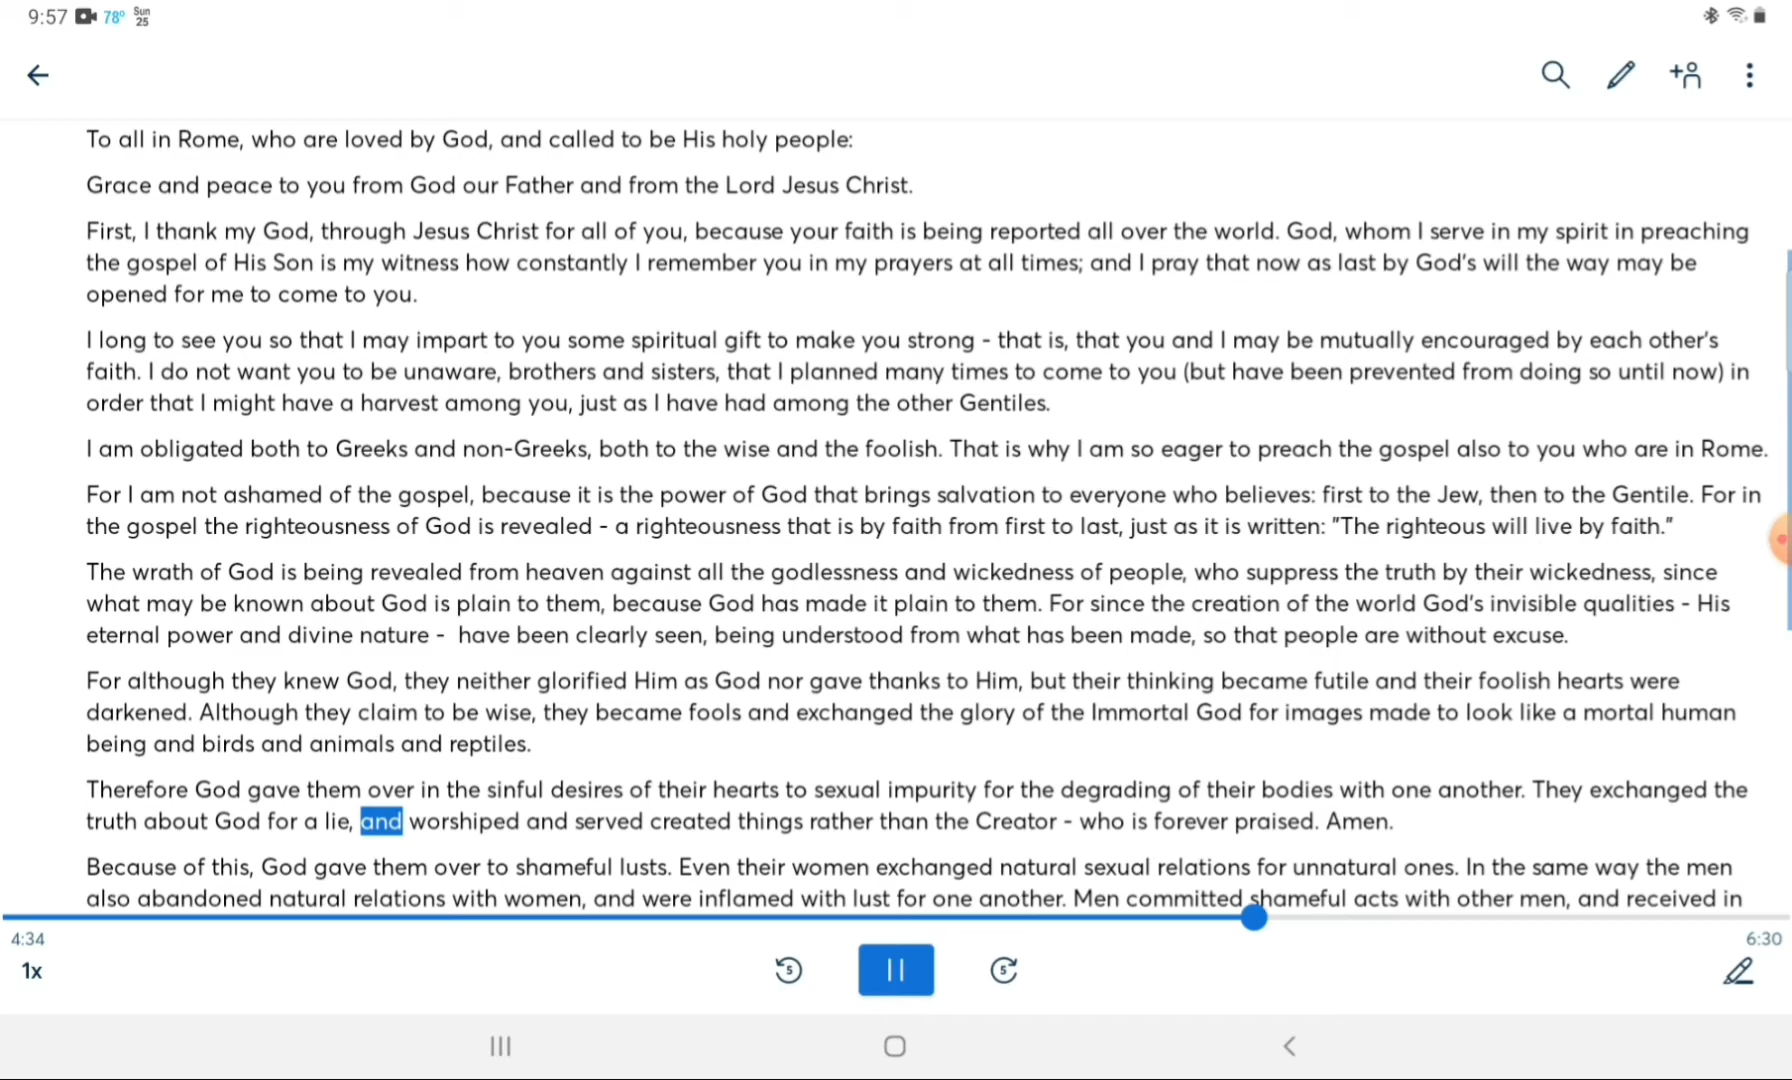 9:57 78° Sun 25
To all in Rome, who are loved by God, and called to be His holy people:
Grace and peace to you from God our Father and from the Lord Jesus Christ.
First, I thank my God, through Jesus Christ for all of you, because your faith is being reported all over the world. God, whom I serve in my spirit in preaching
the gospel of His Son is my witness how constantly I remember you in my prayers at all times; and I pray that now as last by God's will the way may be
opened for me to come to you.
I long to see you so that I may impart to you some spiritual gift to make you strong - that is, that you and I may be mutually encouraged by each other's
faith. I do not want you to be unaware, brothers and sisters, that I planned many times to come to you (but have been prevented from doing so until now) in
order that I might have a harvest among you, just as I have had among the other Gentiles.
I am obligated both to Greeks and non-Greeks, both to the wise and the foolish. That is why I am so eager to preach the gospel also to you who are in Rome.
For I am not ashamed of the gospel, because it is the power of God that brings salvation to everyone who believes: first to the Jew, then to the Gentile. For in
the gospel the righteousness of God is revealed - a righteousness that is by faith from first to last, just as it is written: "The righteous will live by faith."
The wrath of God is being revealed from heaven against all the godlessness and wickedness of people, who suppress the truth by their wickedness, since
what may be known about God is plain to them, because God has made it plain to them. For since the creation of the world God's invisible qualities - His
eternal power and divine nature -  have been clearly seen, being understood from what has been made, so that people are without excuse.
For although they knew God, they neither glorified Him as God nor gave thanks to Him, but their thinking became futile and their foolish hearts were
darkened. Although they claim to be wise, they became fools and exchanged the glory of the Immortal God for images made to look like a mortal human
being and birds and animals and reptiles.
Therefore God gave them over in the sinful desires of their hearts to sexual impurity for the degrading of their bodies with one another. They exchanged the
truth about God for a lie, and worshiped and served created things rather than the Creator - who is forever praised. Amen.
Because of this, God gave them over to shameful lusts. Even their women exchanged natural sexual relations for unnatural ones. In the same way the men
also abandoned natural relations with women, and were inflamed with lust for one another. Men committed shameful acts with other men, and received in
4:34 6:30
1x 5 5